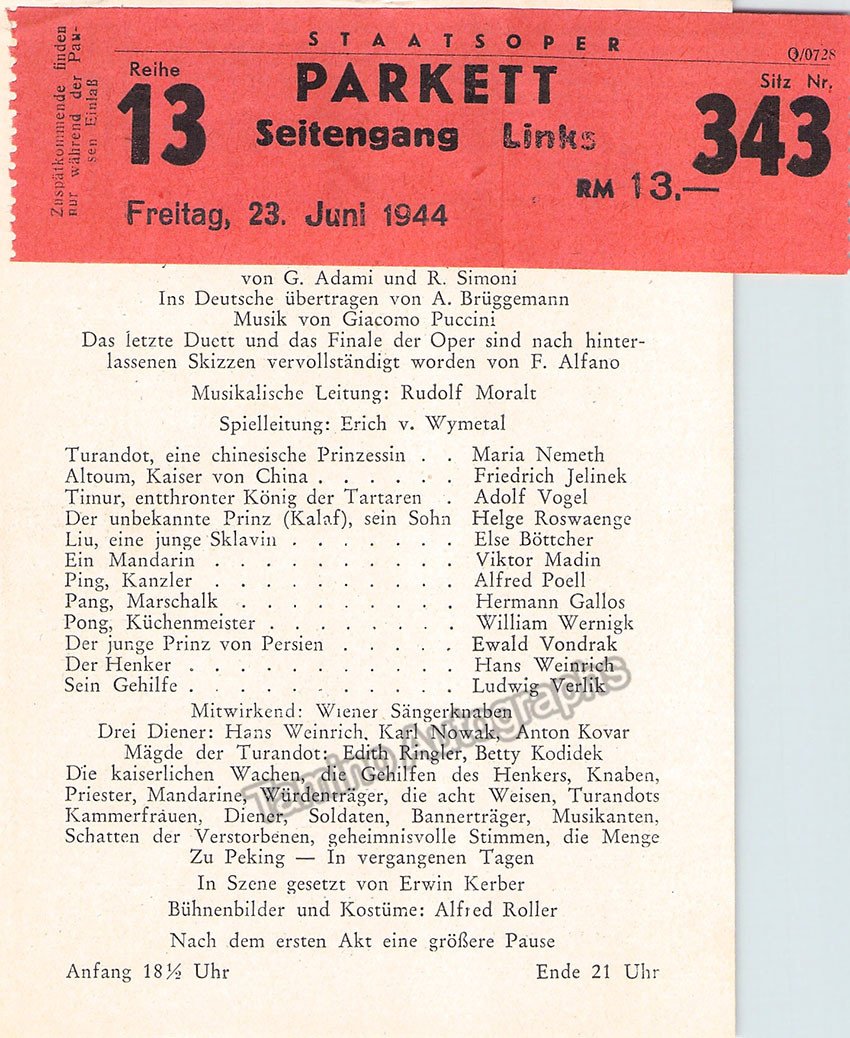 STAATSOPER
Q/0728
Zuspätkommende finden
nur während der Pau-
sen Einlaß
Reihe
13
PARKETT
Seitengang Links
Sitz Nr.
343
RM 13.—
Freitag, 23. Juni 1944
von G. Adami und R. Simoni
Ins Deutsche übertragen von A. Brüggemann
Musik von Giacomo Puccini
Das letzte Duett und das Finale der Oper sind nach hinter-
lassenen Skizzen vervollständigt worden von F. Alfano
Musikalische Leitung: Rudolf Moralt
Spielleitung: Erich v. Wymetal
Turandot, eine chinesische Prinzessin . . Maria Nemeth
Altoum, Kaiser von China . . . . . . Friedrich Jelinek
Timur, entthronter König der Tartaren . Adolf Vogel
Der unbekannte Prinz (Kalaf), sein Sohn Helge Roswaenge
Liu, eine junge Sklavin . . . . . . . Else Böttcher
Ein Mandarin . . . . . . . . . . Viktor Madin
Ping, Kanzler . . . . . . . . . . Alfred Poell
Pang, Marschalk . . . . . . . . . Hermann Gallos
Pong, Küchenmeister . . . . . . . . William Wernigk
Der junge Prinz von Persien . . . . . Ewald Vondrak
Der Henker . . . . . . . . . . . Hans Weinrich
Sein Gehilfe . . . . . . . . . . . Ludwig Verlik
Mitwirkend: Wiener Sängerknaben
Drei Diener: Hans Weinrich, Karl Nowak, Anton Kovar
Mägde der Turandot: Edith Ringler, Betty Kodidek
Die kaiserlichen Wachen, die Gehilfen des Henkers, Knaben,
Priester, Mandarine, Würdenträger, die acht Weisen, Turandots
Kammerfrauen, Diener, Soldaten, Bannerträger, Musikanten,
Schatten der Verstorbenen, geheimnisvolle Stimmen, die Menge
Zu Peking — In vergangenen Tagen
In Szene gesetzt von Erwin Kerber
Bühnenbilder und Kostüme: Alfred Roller
Nach dem ersten Akt eine größere Pause
Anfang 18½ Uhr Ende 21 Uhr
Tamino Autographs